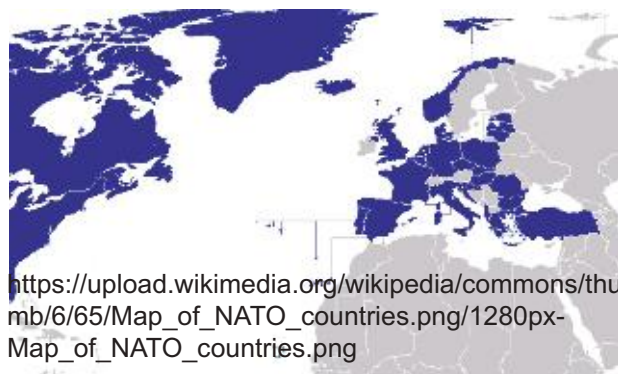 https://upload.wikimedia.org/wikipedia/commons/thu
mb/6/65/Map_of_NATO_countries.png/1280px-
Map_of_NATO_countries.png